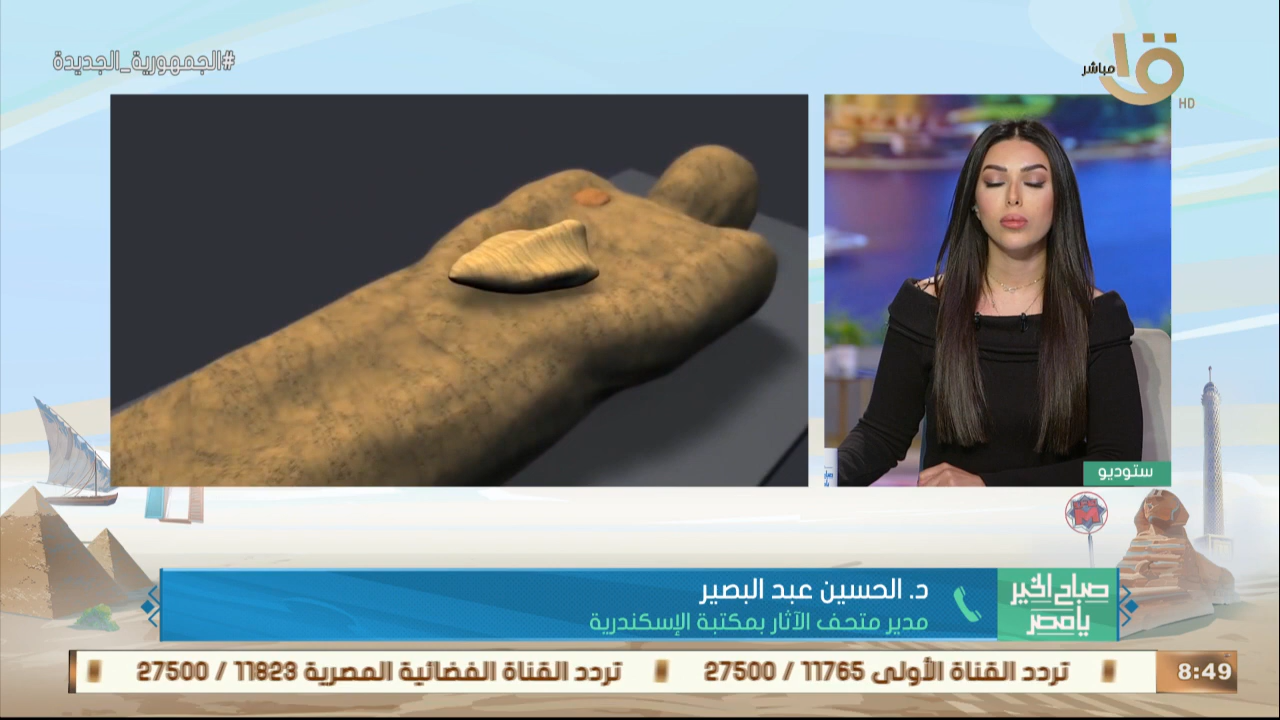 #الجمهورية_الجديدة
مباشر
HD
ستوديو
د. الحسين عبد البصير
مدير متحف الآثار بمكتبة الإسكندرية
صباح الخير
يا مصر
8:49
تردد القناة الأولى 11765 / 27500
تردد القناة الفضائية المصرية 11823 / 27500